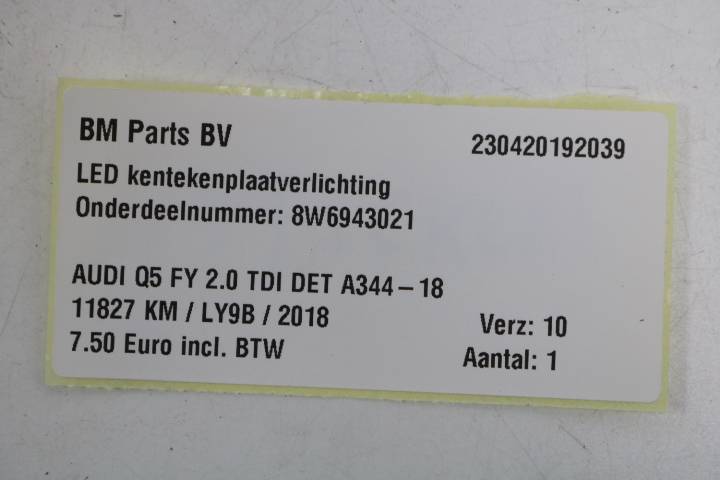 BM Parts BV 230420192039
LED kentekenplaatverlichting
Onderdeelnummer: 8W6943021
AUDI Q5 FY 2.0 TDI DET A344-18
11827 KM / LY9B / 2018 Verz: 10
7.50 Euro incl. BTW Aantal: 1